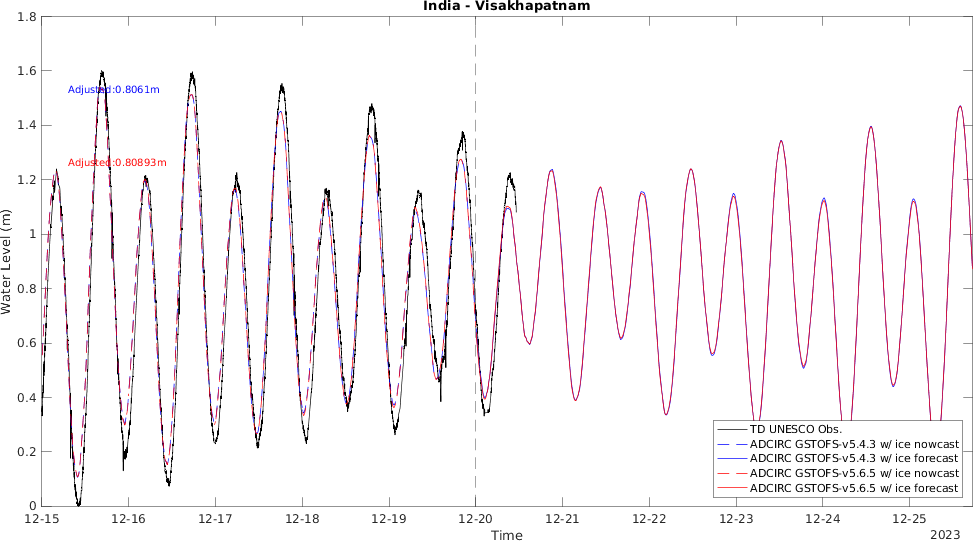 India - Visakhapatnam
1.8
1.6
1.4
1.2
1
0.8
0.6
0.4
0.2
0
Water Level (m)
Adjusted:0.8061m
Adjusted:0.80893m
TD UNESCO Obs.
ADCIRC GSTOFS-v5.4.3 w/ ice nowcast
ADCIRC GSTOFS-v5.4.3 w/ ice forecast
ADCIRC GSTOFS-v5.6.5 w/ ice nowcast
ADCIRC GSTOFS-v5.6.5 w/ ice forecast
12-15 12-16 12-17 12-18 12-19 12-20 12-21 12-22 12-23 12-24 12-25
Time
2023